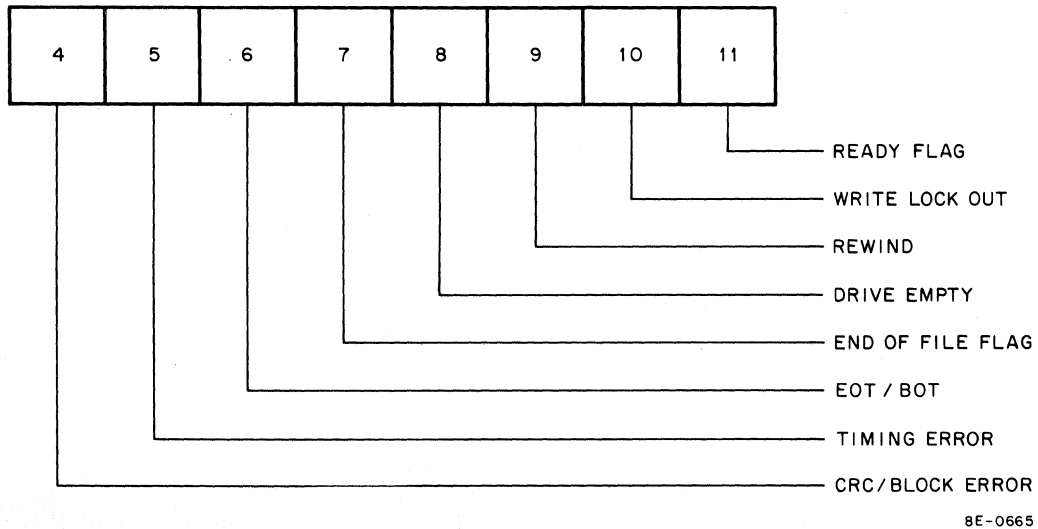 4 5 6 7 8 9 10 11
READY FLAG
WRITE LOCK OUT
REWIND
DRIVE EMPTY
END OF FILE FLAG
EOT / BOT
TIMING ERROR
CRC/BLOCK ERROR
8E-0665